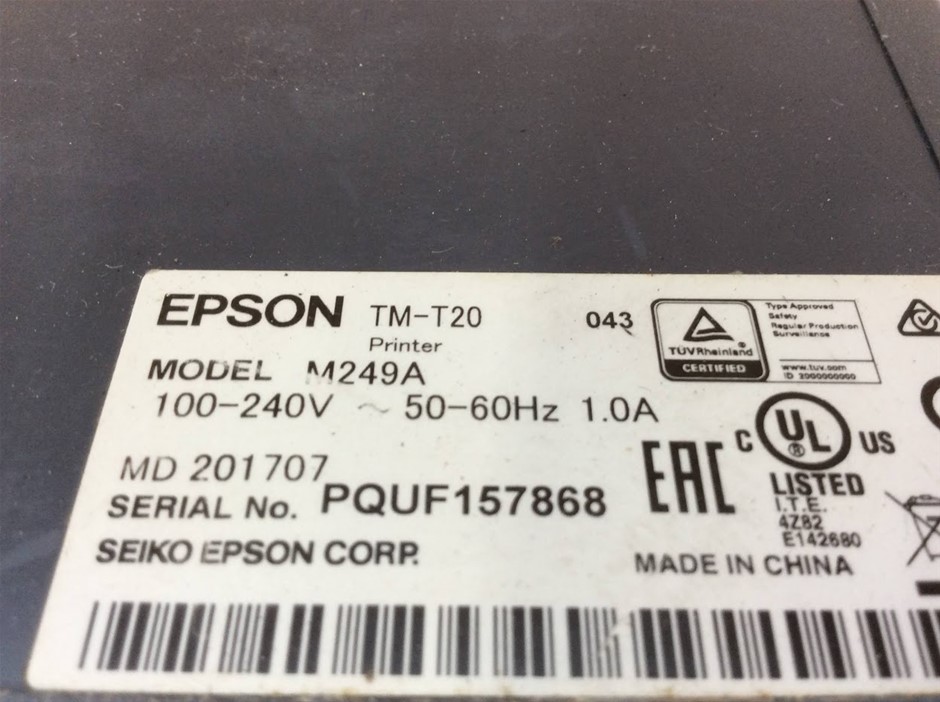 EPSON TM-T20 043
Printer
MODEL M249A
100-240V ~ 50-60Hz 1.0A
MD 201707
SERIAL No. PQUF157868
SEIKO EPSON CORP.
TÜVRheinland®
CERTIFIED
Type Approved
Safety
Regular Production
Surveillance
www.tuv.com
ID 2000000000
EAC
C UL® US
LISTED
I.T.E.
4Z82
E142680
MADE IN CHINA